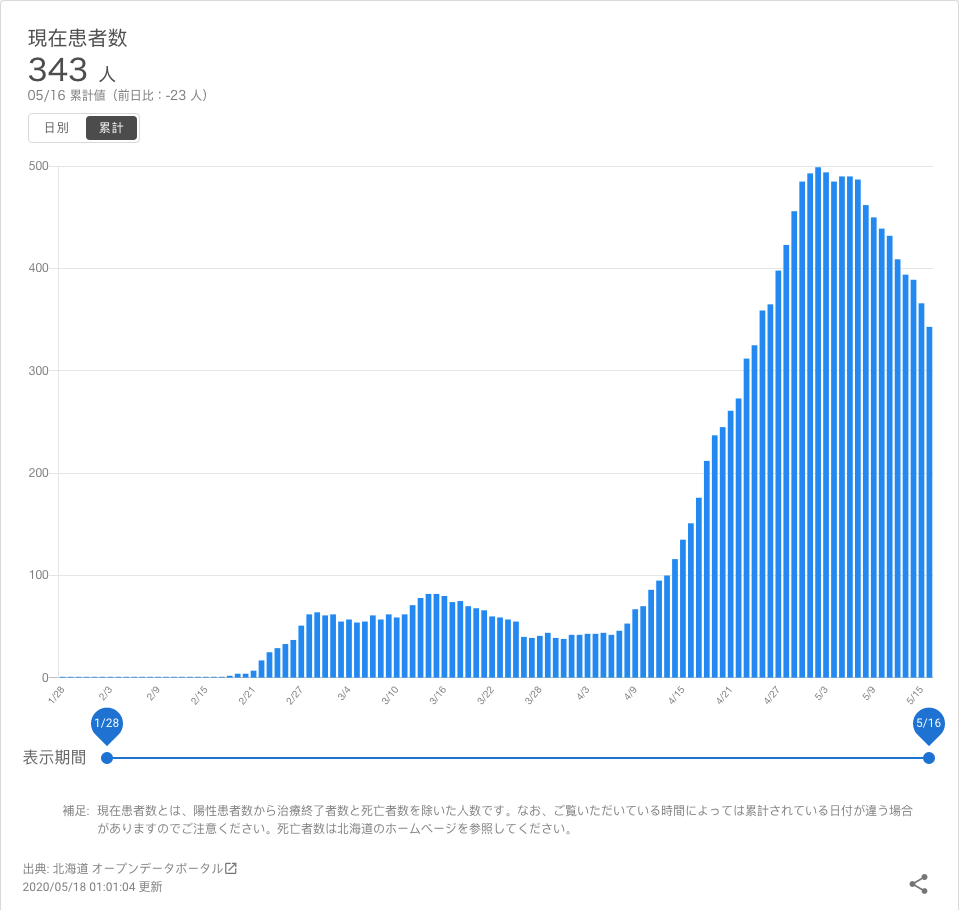 現在患者数
343 人
05/16 累計値（前日比：-23 人）
日別 累計
500
400
300
200
100
0
1/28 2/3 2/9 2/15 2/21 2/27 3/4 3/10 3/16 3/22 3/28 4/3 4/9 4/15 4/21 4/27 5/3 5/9 5/15
1/28 5/16
表示期間
補足: 現在患者数とは、陽性患者数から治療終了者数と死亡者数を除いた人数です。なお、ご覧いただいている時間によっては累計されている日付が違う場合
がありますのでご注意ください。死亡者数は北海道のホームページを参照してください。
出典: 北海道 オープンデータポータル
2020/05/18 01:01:04 更新